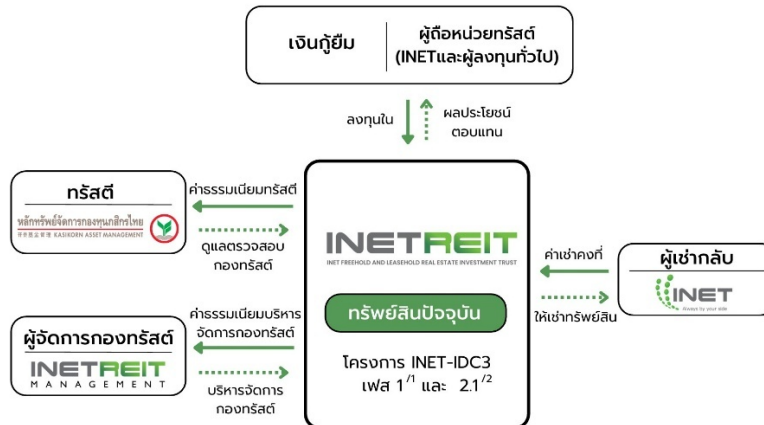 เงินกู้ยืม
ผู้ถือหน่วยทรัสต์
(INETและผู้ลงทุนทั่วไป)
ลงทุนใน
ผลประโยชน์
ตอบแทน
ทรัสตี
หลักทรัพย์จัดการกองทุนกสิกรไทย
KASIKORN ASSET MANAGEMENT
ค่าธรรมเนียมทรัสตี
ดูแลตรวจสอบ
กองทรัสต์
INETREIT
INET FREEHOLD AND LEASEHOLD REAL ESTATE INVESTMENT TRUST
ทรัพย์สินปัจจุบัน
โครงการ INET-IDC3
เฟส 1/1 และ 2.1/2
ค่าเช่าคงที่
ให้เช่าทรัพย์สิน
ผู้เช่ากลับ
INET
Always by your side
ผู้จัดการกองทรัสต์
INETREIT
MANAGEMENT
ค่าธรรมเนียมบริหาร
จัดการกองทรัสต์
บริหารจัดการ
กองทรัสต์